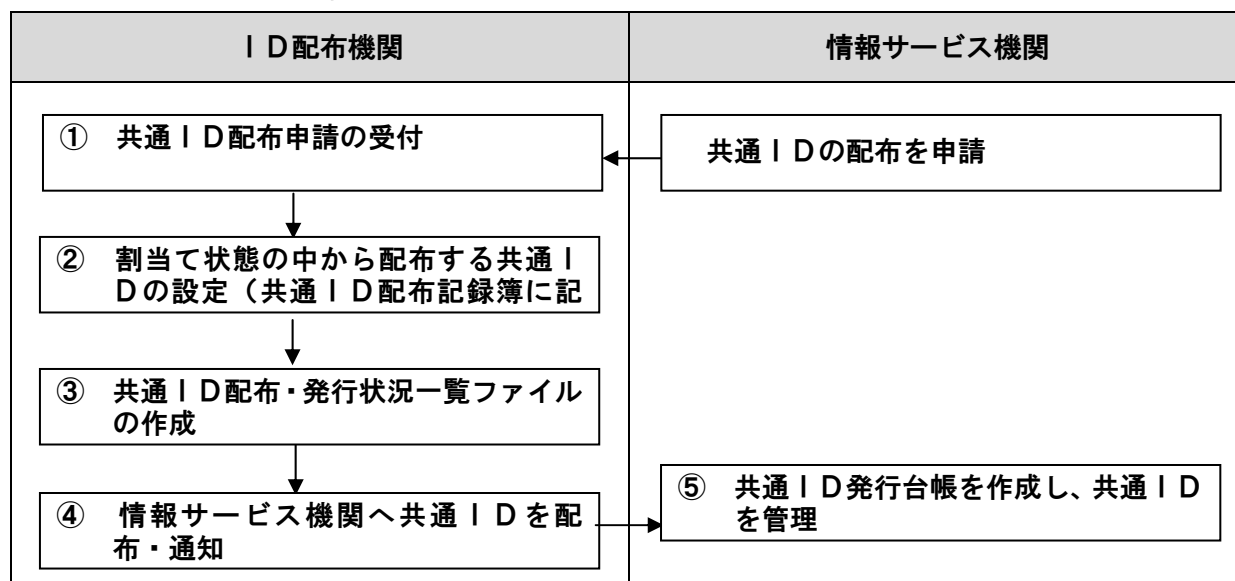 ＩＤ配布機関
情報サービス機関
① 共通ＩＤ配布申請の受付
共通ＩＤの配布を申請
② 割当て状態の中から配布する共通Ｉ
Ｄの設定（共通ＩＤ配布記録簿に記
③ 共通ＩＤ配布・発行状況一覧ファイル
の作成
④ 情報サービス機関へ共通ＩＤを配
布・通知
⑤ 共通ＩＤ発行台帳を作成し、共通ＩＤ
を管理